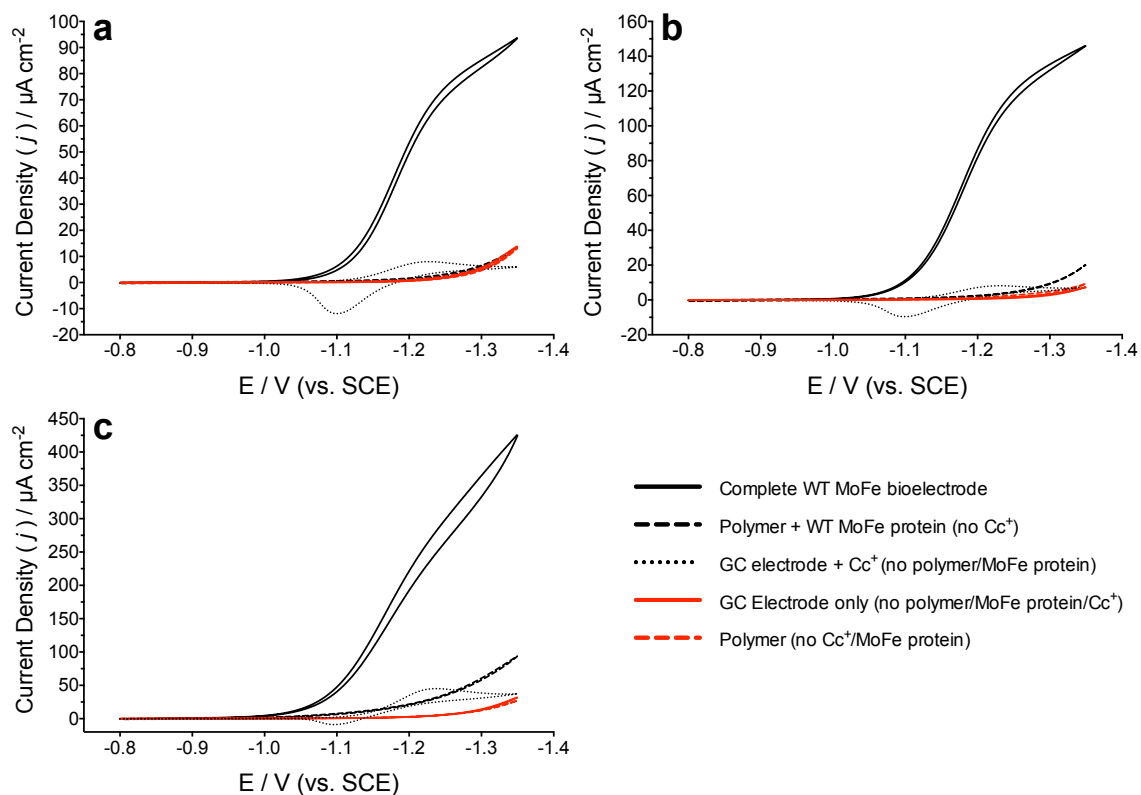 a
100
90
80
70
60
50
40
30
20
10
0
-10
-20
Current Density ( j ) / µA cm-2
-0.8 -0.9 -1.0 -1.1 -1.2 -1.3 -1.4
E / V (vs. SCE)
b
160
140
120
100
80
60
40
20
0
-20
Current Density ( j ) / µA cm-2
-0.8 -0.9 -1.0 -1.1 -1.2 -1.3 -1.4
E / V (vs. SCE)
c
450
400
350
300
250
200
150
100
50
0
Current Density ( j ) / µA cm-2
-0.8 -0.9 -1.0 -1.1 -1.2 -1.3 -1.4
E / V (vs. SCE)
Complete WT MoFe bioelectrode
Polymer + WT MoFe protein (no Cc+)
GC electrode + Cc+ (no polymer/MoFe protein)
GC Electrode only (no polymer/MoFe protein/Cc+)
Polymer (no Cc+/MoFe protein)